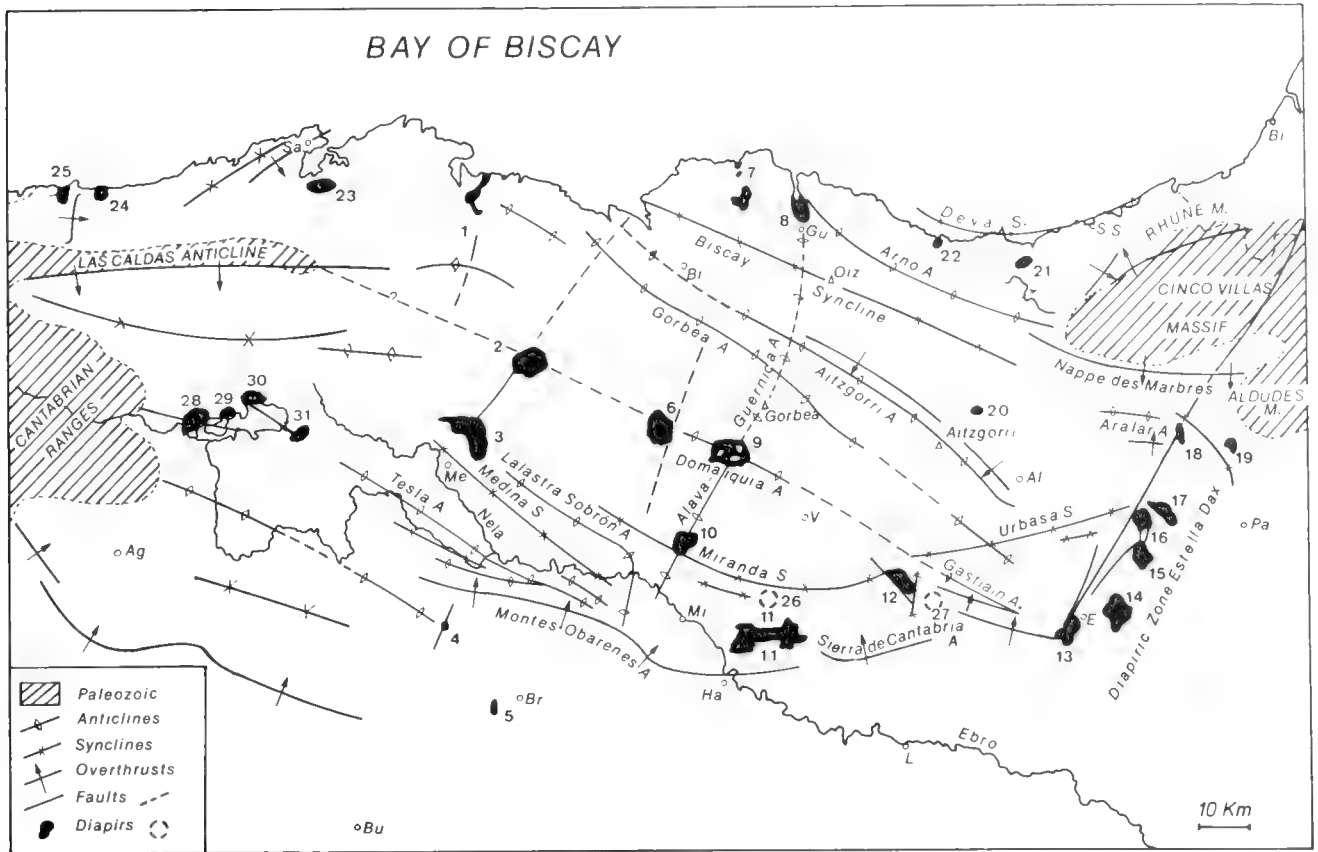 BAY OF BISCAY
Sa
Bi
25
24
23
1
7
8
Gu
Deva S.
S S
RHUNE M.
22
21
Arno A
Biscay
Syncline
Oiz
Bi
LAS CALDAS ANTICLINE
CINCO VILLAS
MASSIF
Gorbea A
Aitzgorri A
Guernica A
Nappe des Marbres
ALDUDES
M.
2
CANTABRIAN
RANGES
28
29
30
31
3
6
Gorbea
9
20
Aitzgorri
Aralar A
18
19
Me
Lalastra Sobrón A
Medina S
Tesla A
Nela
Domaiquia A
Al
Alava
V
Urbasa S
17
16
15
Pa
Ag
10
Miranda S
Gastiain A.
12
27
26
11
11
14
E
13
Diapiric Zone Estella Dax
4
Montes Obarenes A
Mi
Sierra de Cantabria
A
Ha
5
Br
Ebro
L
Bu
Paleozoic
Anticlines
Synclines
Overthrusts
Faults
Diapirs
10 Km